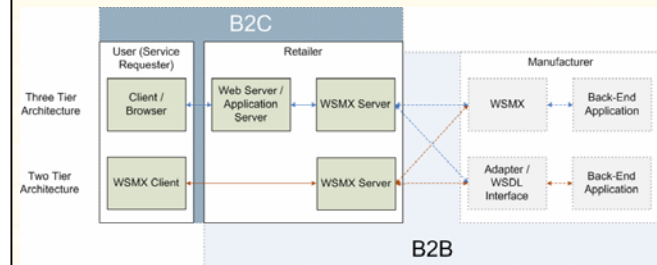 B2C
User (Service
Requester)
Retailer
Manufacturer
Three Tier
Architecture
Client /
Browser
Web Server /
Application
Server
WSMX Server
WSMX
Back-End
Application
Two Tier
Architecture
WSMX Client
WSMX Server
Adapter /
WSDL
Interface
Back-End
Application
B2B